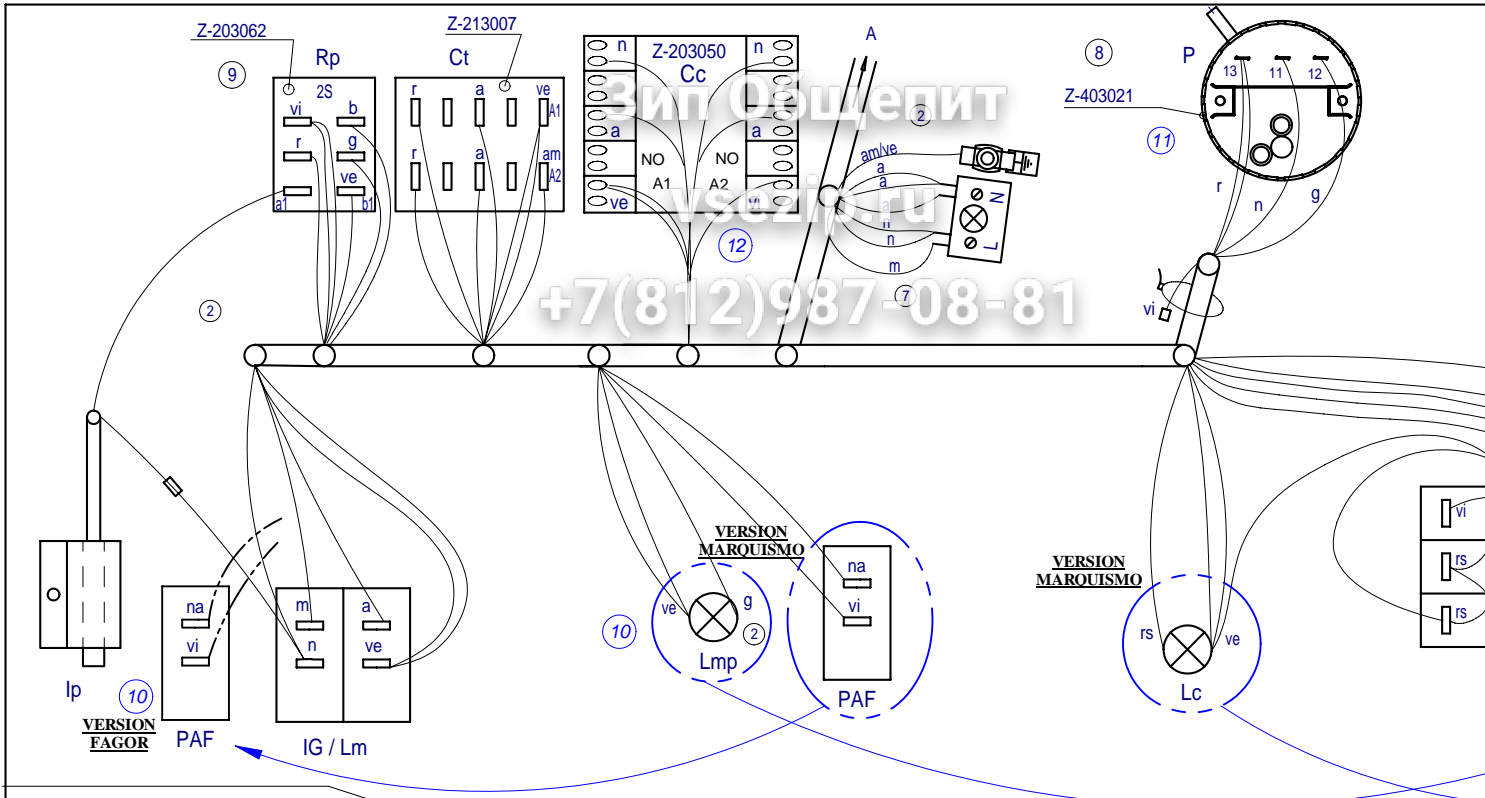 Z-203062
9
Rp
2S
vi
b
r
g
ve
a1
b1
Z-213007
Ct
r
a
ve
A1
r
a
am
A2
n
Z-203050
n
Cc
a
a
NO
NO
A1
A2
ve
vi
12
A
2
am/ve
a
a
a
n
n
m
N
L
7
8
P
13
11
12
Z-403021
11
r
n
g
vi
Зип Общепит
vsezip.ru
+7(812)987-08-81
2
Ip
10
VERSION
FAGOR
na
vi
PAF
m
a
n
ve
IG / Lm
10
ve
g
2
Lmp
VERSION
MARQUISMO
na
vi
PAF
VERSION
MARQUISMO
rs
ve
Lc
vi
rs
rs